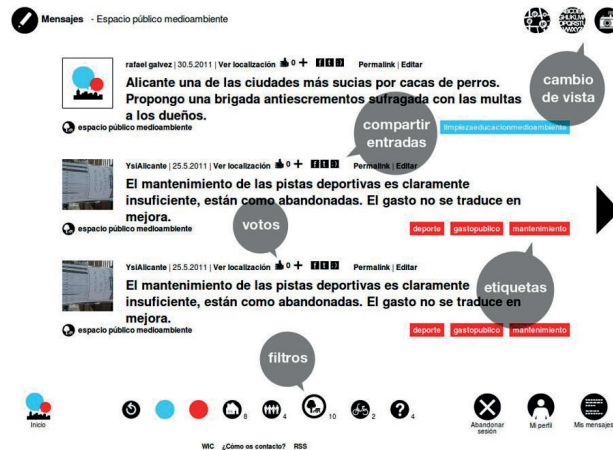 Mensajes - Espacio público medioambiente
cambio
de vista
rafael galvez | 30.5.2011 | Ver localización 0 + f t Permalink | Editar
Alicante una de las ciudades más sucias por cacas de perros.
Propongo una brigada antiescrementos sufragada con las multas
a los dueños.
espacio público medioambiente
limpiezaeducacionmedioambiente
compartir
entradas
YsiAlicante | 25.5.2011 | Ver localización 0 + f t Permalink | Editar
El mantenimiento de las pistas deportivas es claramente
insuficiente, están como abandonadas. El gasto no se traduce en
mejora.
espacio público medioambiente
deporte gastopublico mantenimiento
votos
YsiAlicante | 25.5.2011 | Ver localización 0 + f t Permalink | Editar
El mantenimiento de las pistas deportivas es claramente
insuficiente, están como abandonadas. El gasto no se traduce en
mejora.
espacio público medioambiente
deporte gastopublico mantenimiento
etiquetas
filtros
8 4 10 2 ? 4
Inicio
Abandonar
sesión
Mi perfil
Mis mensajes
WIC ¿Cómo os contacto? RSS